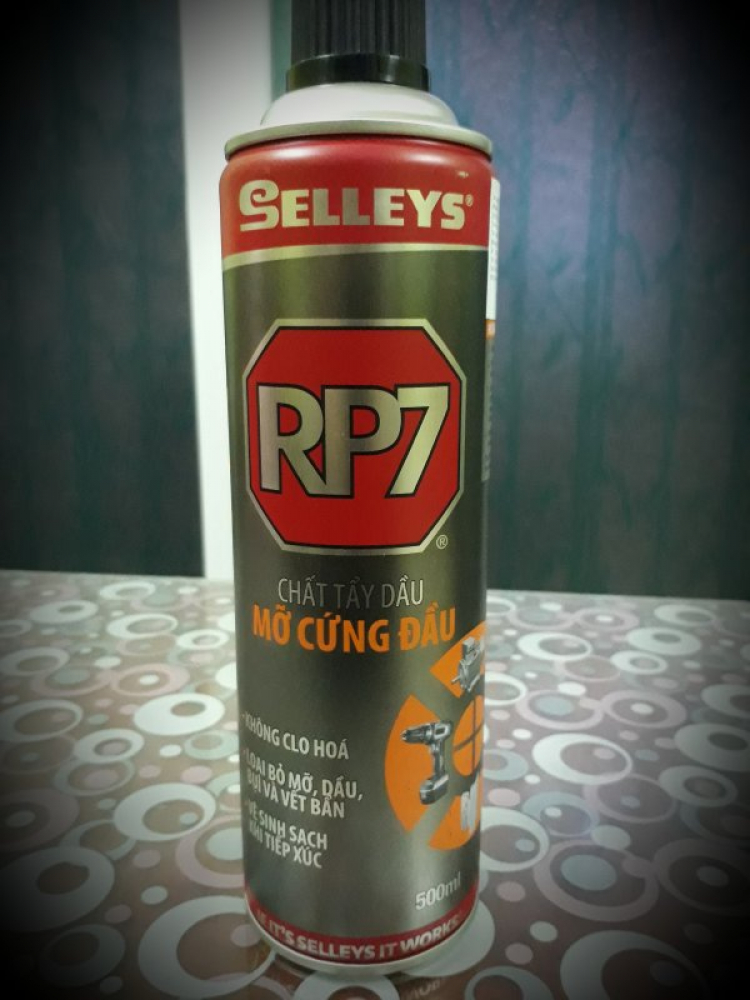 SELLEYS®
RP7
®
CHẤT TẨY DẦU
MỠ CỨNG ĐẦU
KHÔNG CLO HOÁ
LOẠI BỎ MỠ, DẦU,
BỤI VÀ VẾT BẨN
VỆ SINH SẠCH
KHI TIẾP XÚC
500ml
IF IT'S SELLEYS IT WORKS